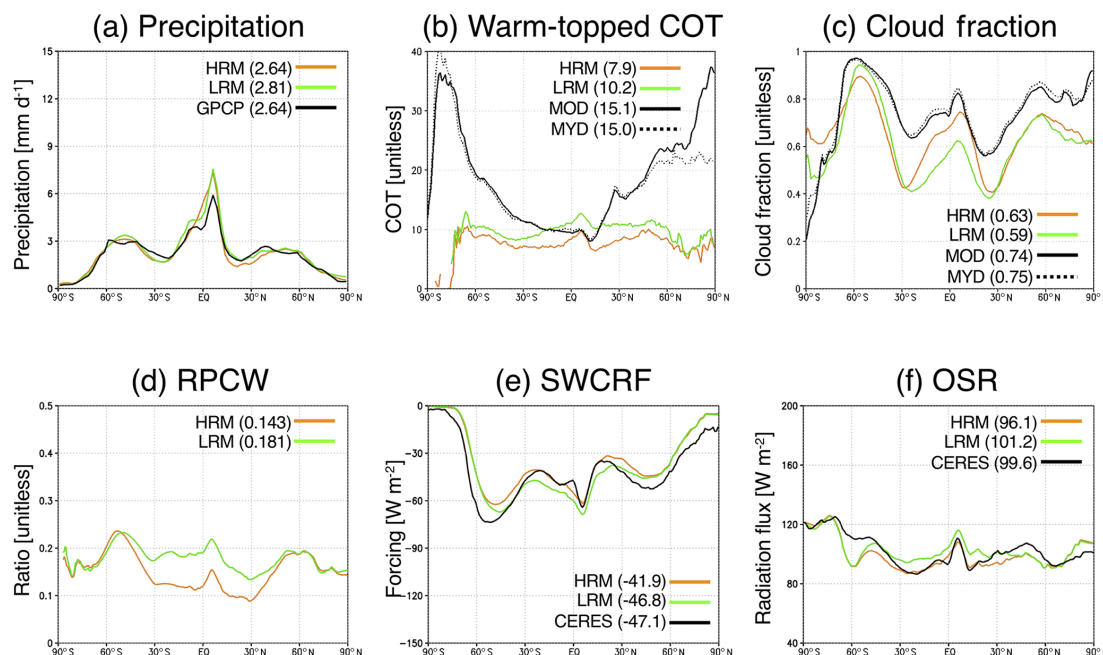 (a) Precipitation
Precipitation [mm d-1]
15
12
9
6
3
0
HRM (2.64)
LRM (2.81)
GPCP (2.64)
90°S 60°S 30°S EQ 30°N 60°N 90°N
(b) Warm-topped COT
COT [unitless]
40
30
20
10
0
HRM (7.9)
LRM (10.2)
MOD (15.1)
MYD (15.0)
90°S 60°S 30°S EQ 30°N 60°N 90°N
(c) Cloud fraction
Cloud fraction [unitless]
1
0.8
0.6
0.4
0.2
0
HRM (0.63)
LRM (0.59)
MOD (0.74)
MYD (0.75)
90°S 60°S 30°S EQ 30°N 60°N 90°
(d) RPCW
Ratio [unitless]
0.5
0.4
0.3
0.2
0.1
0
HRM (0.143)
LRM (0.181)
90°S 60°S 30°S EQ 30°N 60°N 90°N
(e) SWCRF
Forcing [W m-2]
0
-30
-60
-90
-120
-150
HRM (-41.9)
LRM (-46.8)
CERES (-47.1)
90°S 60°S 30°S EQ 30°N 60°N 90°N
(f) OSR
Radiation flux [W m-2]
200
160
120
80
40
HRM (96.1)
LRM (101.2)
CERES (99.6)
90°S 60°S 30°S EQ 30°N 60°N 90°